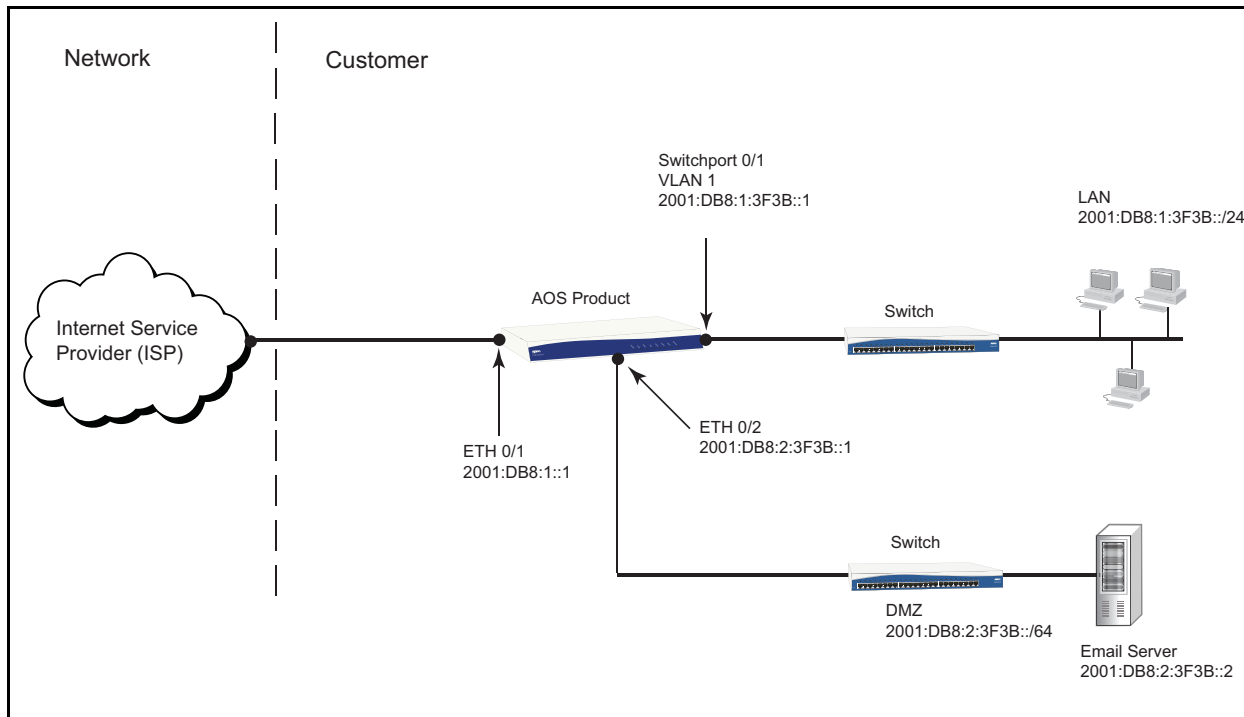 Network
Customer
Switchport 0/1
VLAN 1
2001:DB8:1:3F3B::1
LAN
2001:DB8:1:3F3B::/24
AOS Product
Switch
Internet Service
Provider (ISP)
ETH 0/1
2001:DB8:1::1
ETH 0/2
2001:DB8:2:3F3B::1
Switch
DMZ
2001:DB8:2:3F3B::/64
Email Server
2001:DB8:2:3F3B::2